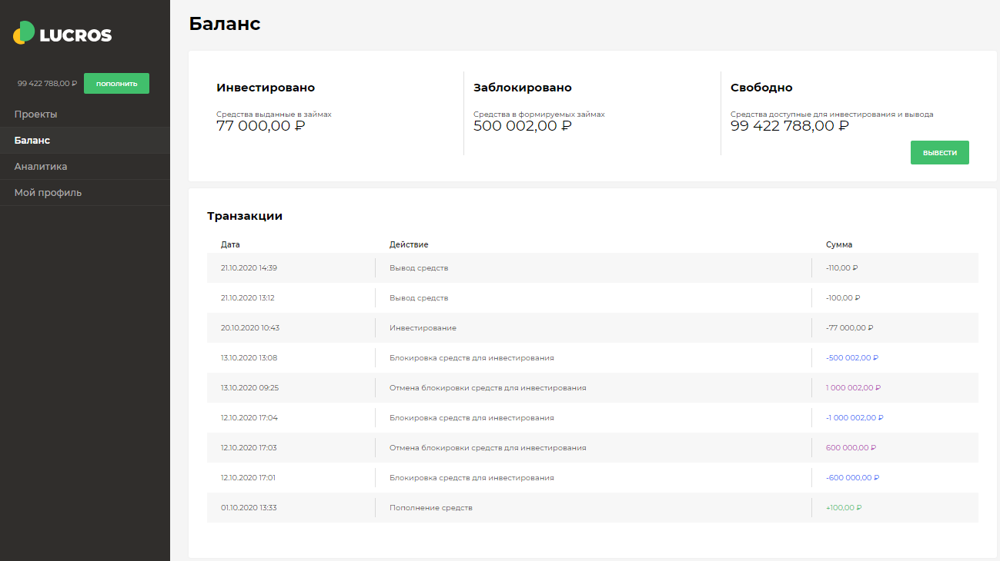 LUCROS
99 422 788,00 ₽ ПОПОЛНИТЬ
Проекты
Баланс
Аналитика
Мой профиль
Баланс
Инвестировано
Средства выданные в займах
77 000,00 ₽
Заблокировано
Средства в формируемых займах
500 002,00 ₽
Свободно
Средства доступные для инвестирования и вывода
99 422 788,00 ₽
ВЫВЕСТИ
Транзакции
Дата Действие Сумма
21.10.2020 14:39 Вывод средств -110,00 ₽
21.10.2020 13:12 Вывод средств -100,00 ₽
20.10.2020 10:43 Инвестирование -77 000,00 ₽
13.10.2020 13:08 Блокировка средств для инвестирования -500 002,00 ₽
13.10.2020 09:25 Отмена блокировки средств для инвестирования 1 000 002,00 ₽
12.10.2020 17:04 Блокировка средств для инвестирования -1 000 002,00 ₽
12.10.2020 17:03 Отмена блокировки средств для инвестирования 600 000,00 ₽
12.10.2020 17:01 Блокировка средств для инвестирования -600 000,00 ₽
01.10.2020 13:33 Пополнение средств +100,00 ₽